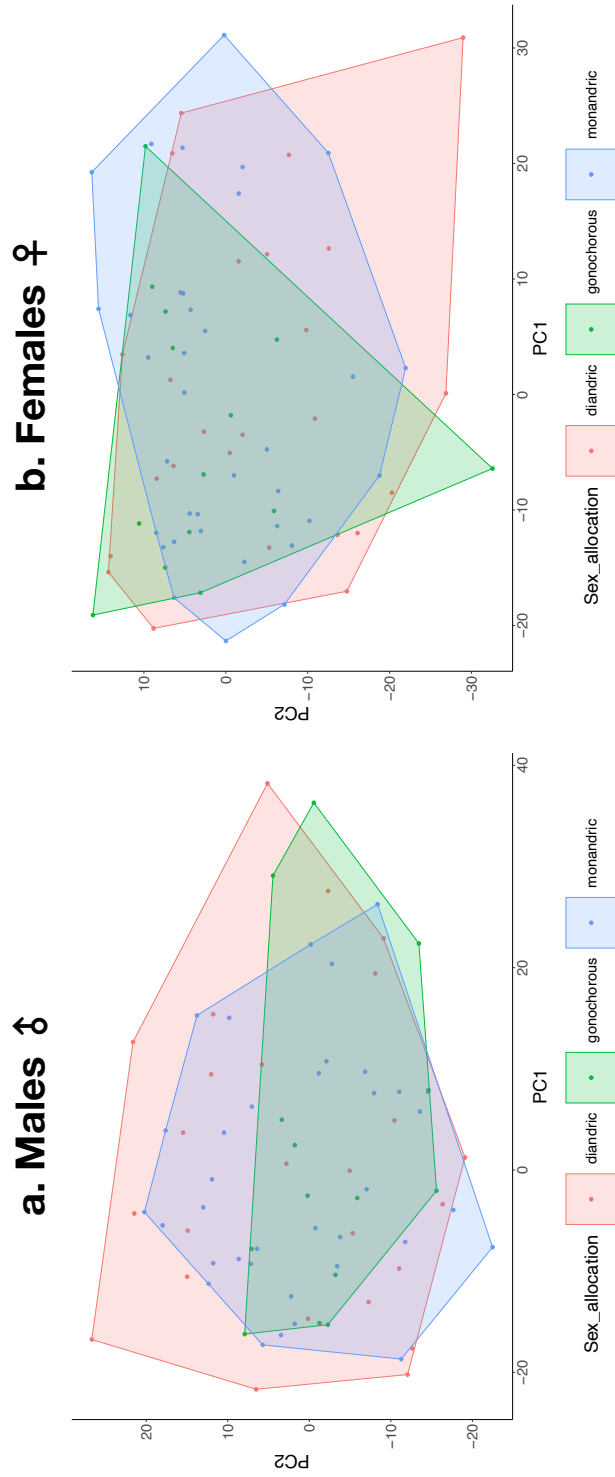 a. Males ♂
PC2
20
10
0
-10
-20
-20
0
20
40
PC1
Sex_allocation
diandric
gonochorous
monandric
b. Females ♀
PC2
10
0
-10
-20
-30
-20
-10
0
10
20
30
PC1
Sex_allocation
diandric
gonochorous
monandric